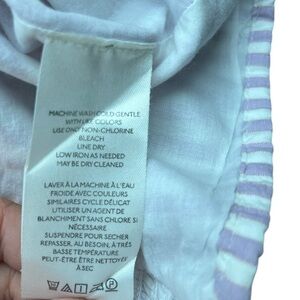 MACHINE WASH COLD GENTLE
WITH LIKE COLORS
USE ONLY NON-CHLORINE
BLEACH
LINE DRY
LOW IRON AS NEEDED
MAY BE DRY CLEANED
LAVER À LA MACHINE À L'EAU
FROIDE AVEC COULEURS
SIMILAIRES CYCLE DÉLICAT
UTILISER UN AGENT DE
BLANCHIMENT SANS CHLORE SI
NÉCESSAIRE
SUSPENDRE POUR SÉCHER
REPASSER, AU BESOIN, À TRÈS
BASSE TEMPÉRATURE
PEUT-ÊTRE ÊTRE NETTOYÉE
À SEC